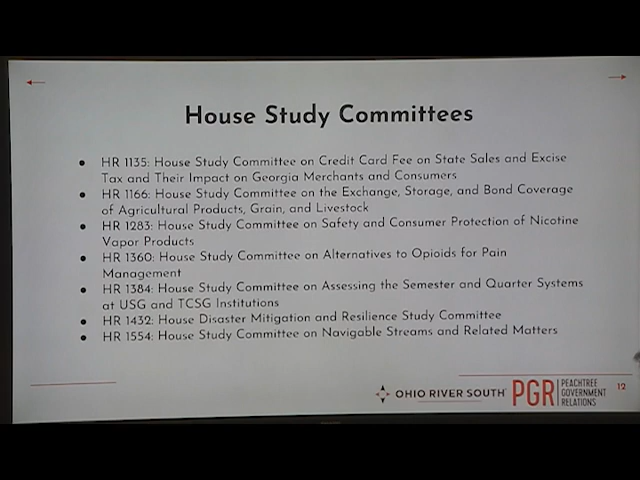 House Study Committees
• HR 1135: House Study Committee on Credit Card Fee on State Sales and Excise
Tax and Their Impact on Georgia Merchants and Consumers
• HR 1166: House Study Committee on the Exchange, Storage, and Bond Coverage
of Agricultural Products, Grain, and Livestock
• HR 1283: House Study Committee on Safety and Consumer Protection of Nicotine
Vapor Products
• HR 1360: House Study Committee on Alternatives to Opioids for Pain
Management
• HR 1384: House Study Committee on Assessing the Semester and Quarter Systems
at USG and TCSG Institutions
• HR 1432: House Disaster Mitigation and Resilience Study Committee
• HR 1554: House Study Committee on Navigable Streams and Related Matters
OHIO RIVER SOUTH
PGR
PEACHTREE
GOVERNMENT
RELATIONS
12